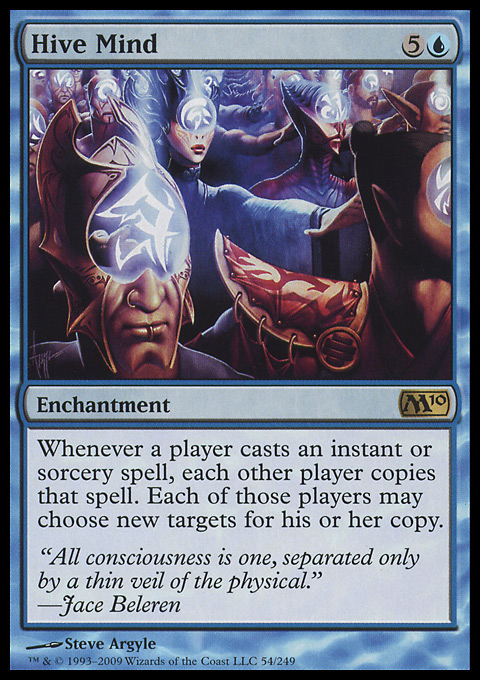 Hive Mind 5
Enchantment M10
Whenever a player casts an instant or
sorcery spell, each other player copies
that spell. Each of those players may
choose new targets for his or her copy.
“All consciousness is one, separated only
by a thin veil of the physical.”
—Jace Beleren
Steve Argyle
™ & © 1993–2009 Wizards of the Coast LLC 54/249